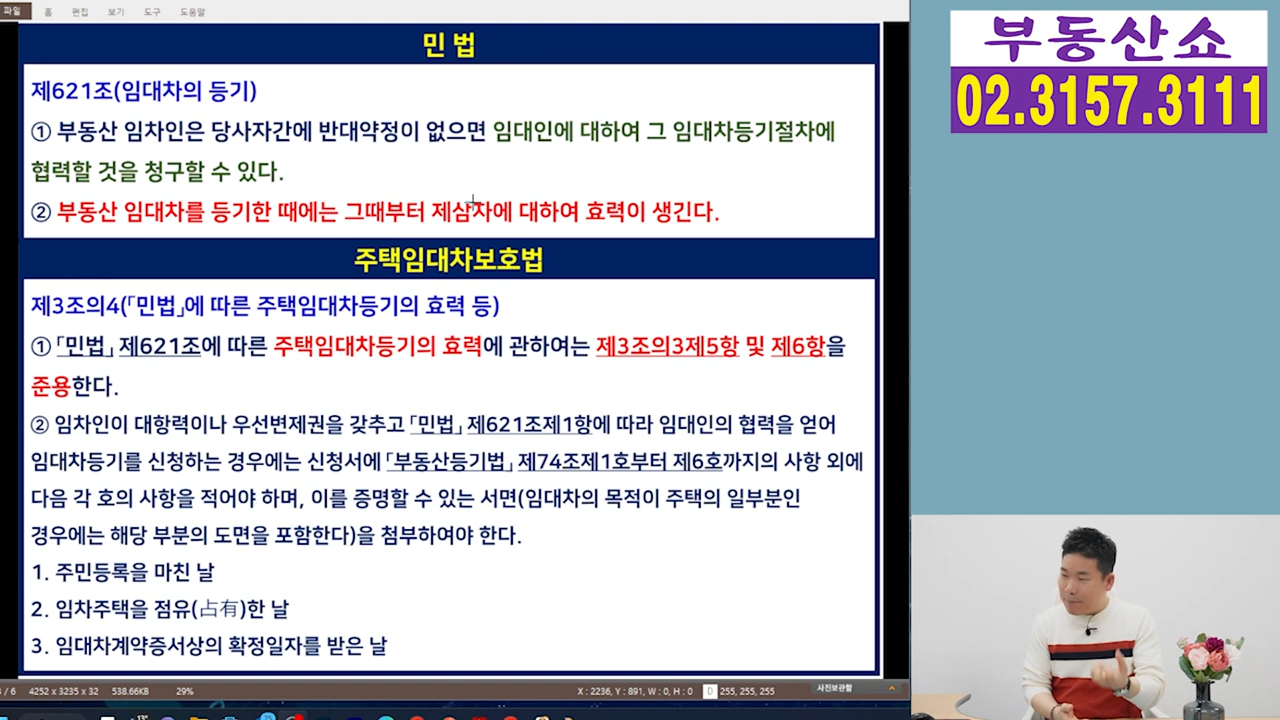 파일 홈 편집 보기 도구 도움말
부동산쇼
02.3157.3111
민 법
제621조(임대차의 등기)
① 부동산 임차인은 당사자간에 반대약정이 없으면 임대인에 대하여 그 임대차등기절차에
협력할 것을 청구할 수 있다.
② 부동산 임대차를 등기한 때에는 그때부터 제삼자에 대하여 효력이 생긴다.
주택임대차보호법
제3조의4(「민법」에 따른 주택임대차등기의 효력 등)
① 「민법」 제621조에 따른 주택임대차등기의 효력에 관하여는 제3조의3제5항 및 제6항을
준용한다.
② 임차인이 대항력이나 우선변제권을 갖추고 「민법」 제621조제1항에 따라 임대인의 협력을 얻어
임대차등기를 신청하는 경우에는 신청서에 「부동산등기법」 제74조제1호부터 제6호까지의 사항 외에
다음 각 호의 사항을 적어야 하며, 이를 증명할 수 있는 서면(임대차의 목적이 주택의 일부분인
경우에는 해당 부분의 도면을 포함한다)을 첨부하여야 한다.
1. 주민등록을 마친 날
2. 임차주택을 점유(占有)한 날
3. 임대차계약증서상의 확정일자를 받은 날
/ 6 4252 x 3235 x 32 538.66KB 29% X : 2236, Y : 891, W : 0, H : 0 D 255, 255, 255 사진보관함